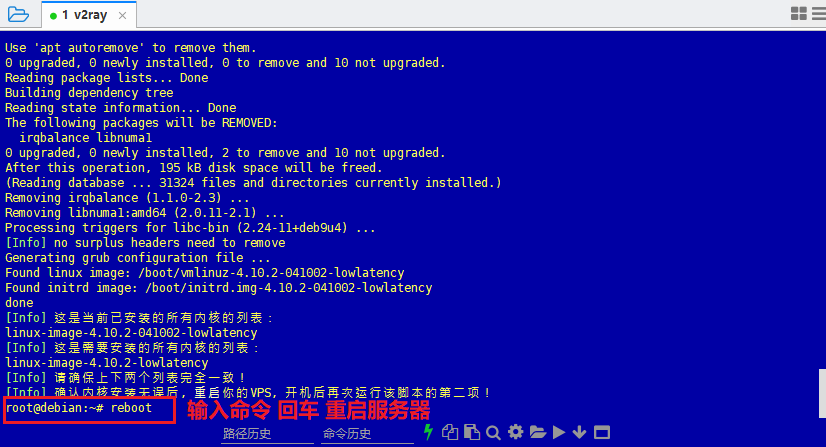 1 v2ray ×
Use 'apt autoremove' to remove them.
0 upgraded, 0 newly installed, 0 to remove and 10 not upgraded.
Reading package lists... Done
Building dependency tree
Reading state information... Done
The following packages will be REMOVED:
irqbalance libnuma1
0 upgraded, 0 newly installed, 2 to remove and 10 not upgraded.
After this operation, 195 kB disk space will be freed.
(Reading database ... 31324 files and directories currently installed.)
Removing irqbalance (1.1.0-2.3) ...
Removing libnuma1:amd64 (2.0.11-2.1) ...
Processing triggers for libc-bin (2.24-11+deb9u4) ...
[Info] no surplus headers need to remove
Generating grub configuration file ...
Found linux image: /boot/vmlinuz-4.10.2-041002-lowlatency
Found initrd image: /boot/initrd.img-4.10.2-041002-lowlatency
done
[Info] 这是当前已安装的所有内核的列表：
linux-image-4.10.2-041002-lowlatency
[Info] 这是需要安装的所有内核的列表：
linux-image-4.10.2-lowlatency
[Info] 请确保上下两个列表完全一致！
[Info] 确认内核安装无误后, 重启你的VPS, 开机后再次运行该脚本的第二项！
root@debian:~# reboot 输入命令 回车 重启服务器
路径历史 命令历史